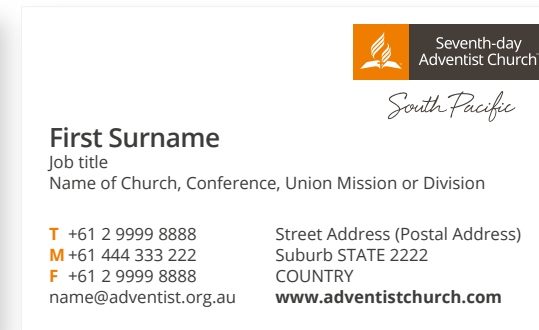 Seventh-day
Adventist Church™
South Pacific
First Surname
Job title
Name of Church, Conference, Union Mission or Division
T +61 2 9999 8888
M +61 444 333 222
F +61 2 9999 8888
name@adventist.org.au
Street Address (Postal Address)
Suburb STATE 2222
COUNTRY
www.adventistchurch.com